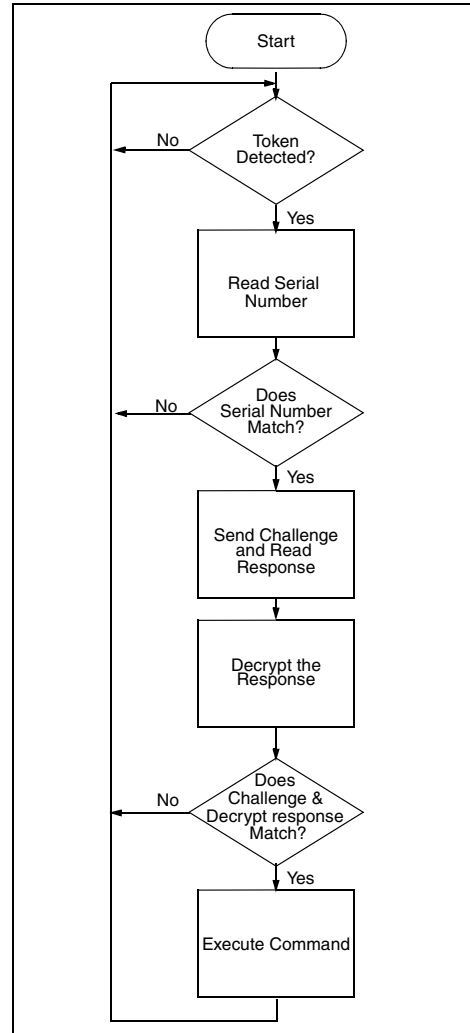 Start
Token
Detected?
No
Yes
Read Serial
Number
Does
Serial Number
Match?
No
Yes
Send Challenge
and Read
Response
Decrypt the
Response
Does
Challenge &
Decrypt response
Match?
No
Yes
Execute Command